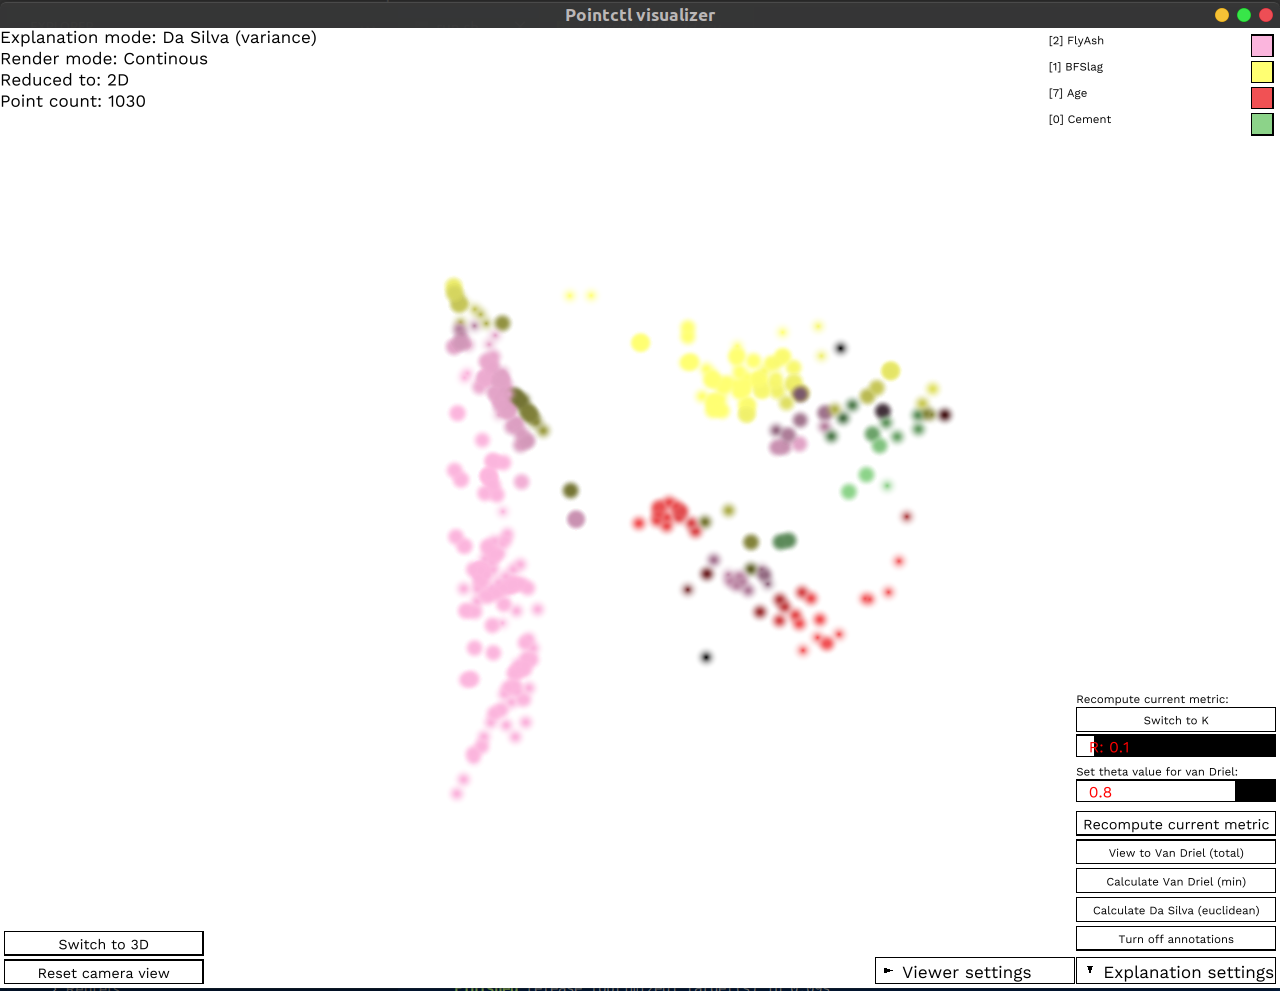 Pointctl visualizer
Explanation mode: Da Silva (variance)
Render mode: Continous
Reduced to: 2D
Point count: 1030
[2] FlyAsh
[1] BFSlag
[7] Age
[0] Cement
Recompute current metric:
Switch to K
R: 0.1
Set theta value for van Driel:
0.8
Recompute current metric
View to Van Driel (total)
Calculate Van Driel (min)
Calculate Da Silva (euclidean)
Turn off annotations
Switch to 3D
Reset camera view
Viewer settings
Explanation settings